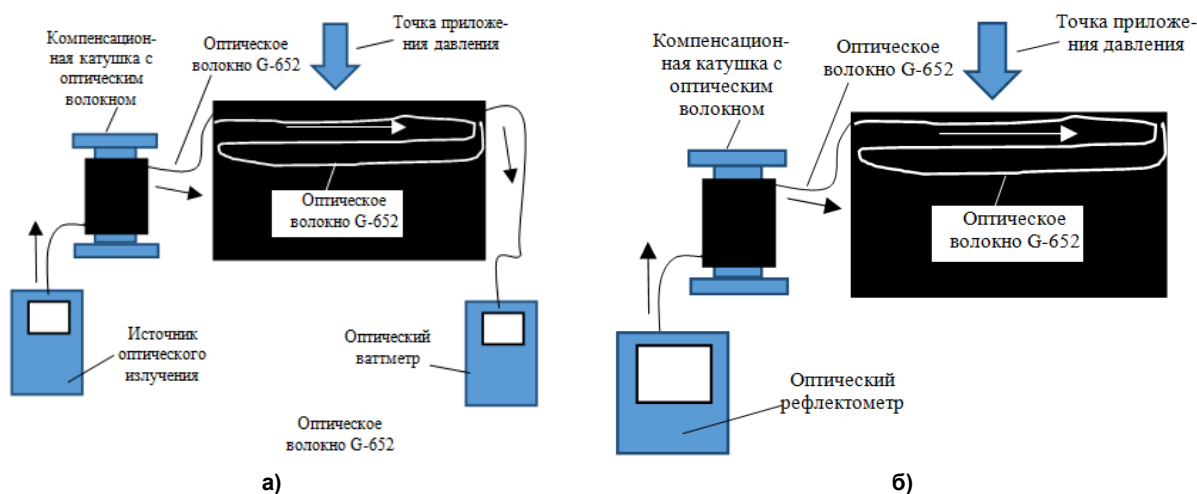 Точка приложе-
ния давления
Компенсацион-
ная катушка с
оптическим
волокном
Оптическое
волокно G-652
Оптическое
волокно G-652
Источник
оптического
излучения
Оптический
ваттметр
Оптическое
волокно G-652
а)
Точка приложе-
ния давления
Компенсацион-
ная катушка с
оптическим
волокном
Оптическое
волокно G-652
Оптическое
волокно G-652
Оптический
рефлектометр
б)